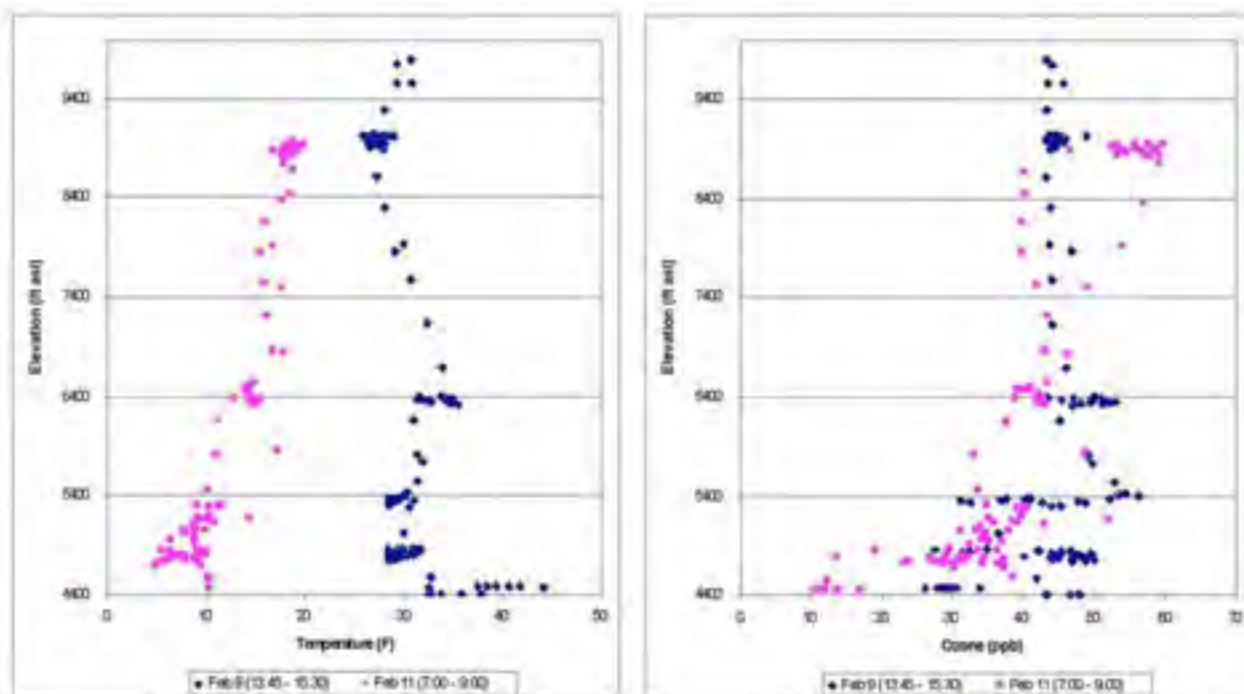 Elevation (ft asl)
9400
8400
7400
6400
5400
4400
0 10 20 30 40 50
Temperature (F)
Feb 9 (13:45 - 15:30) Feb 11 (7:00 - 9:00)
Elevation (ft asl)
9400
8400
7400
6400
5400
4400
0 10 20 30 40 50 60 70
Ozone (ppb)
Feb 9 (13:45 - 15:30) Feb 11 (7:00 - 9:00)